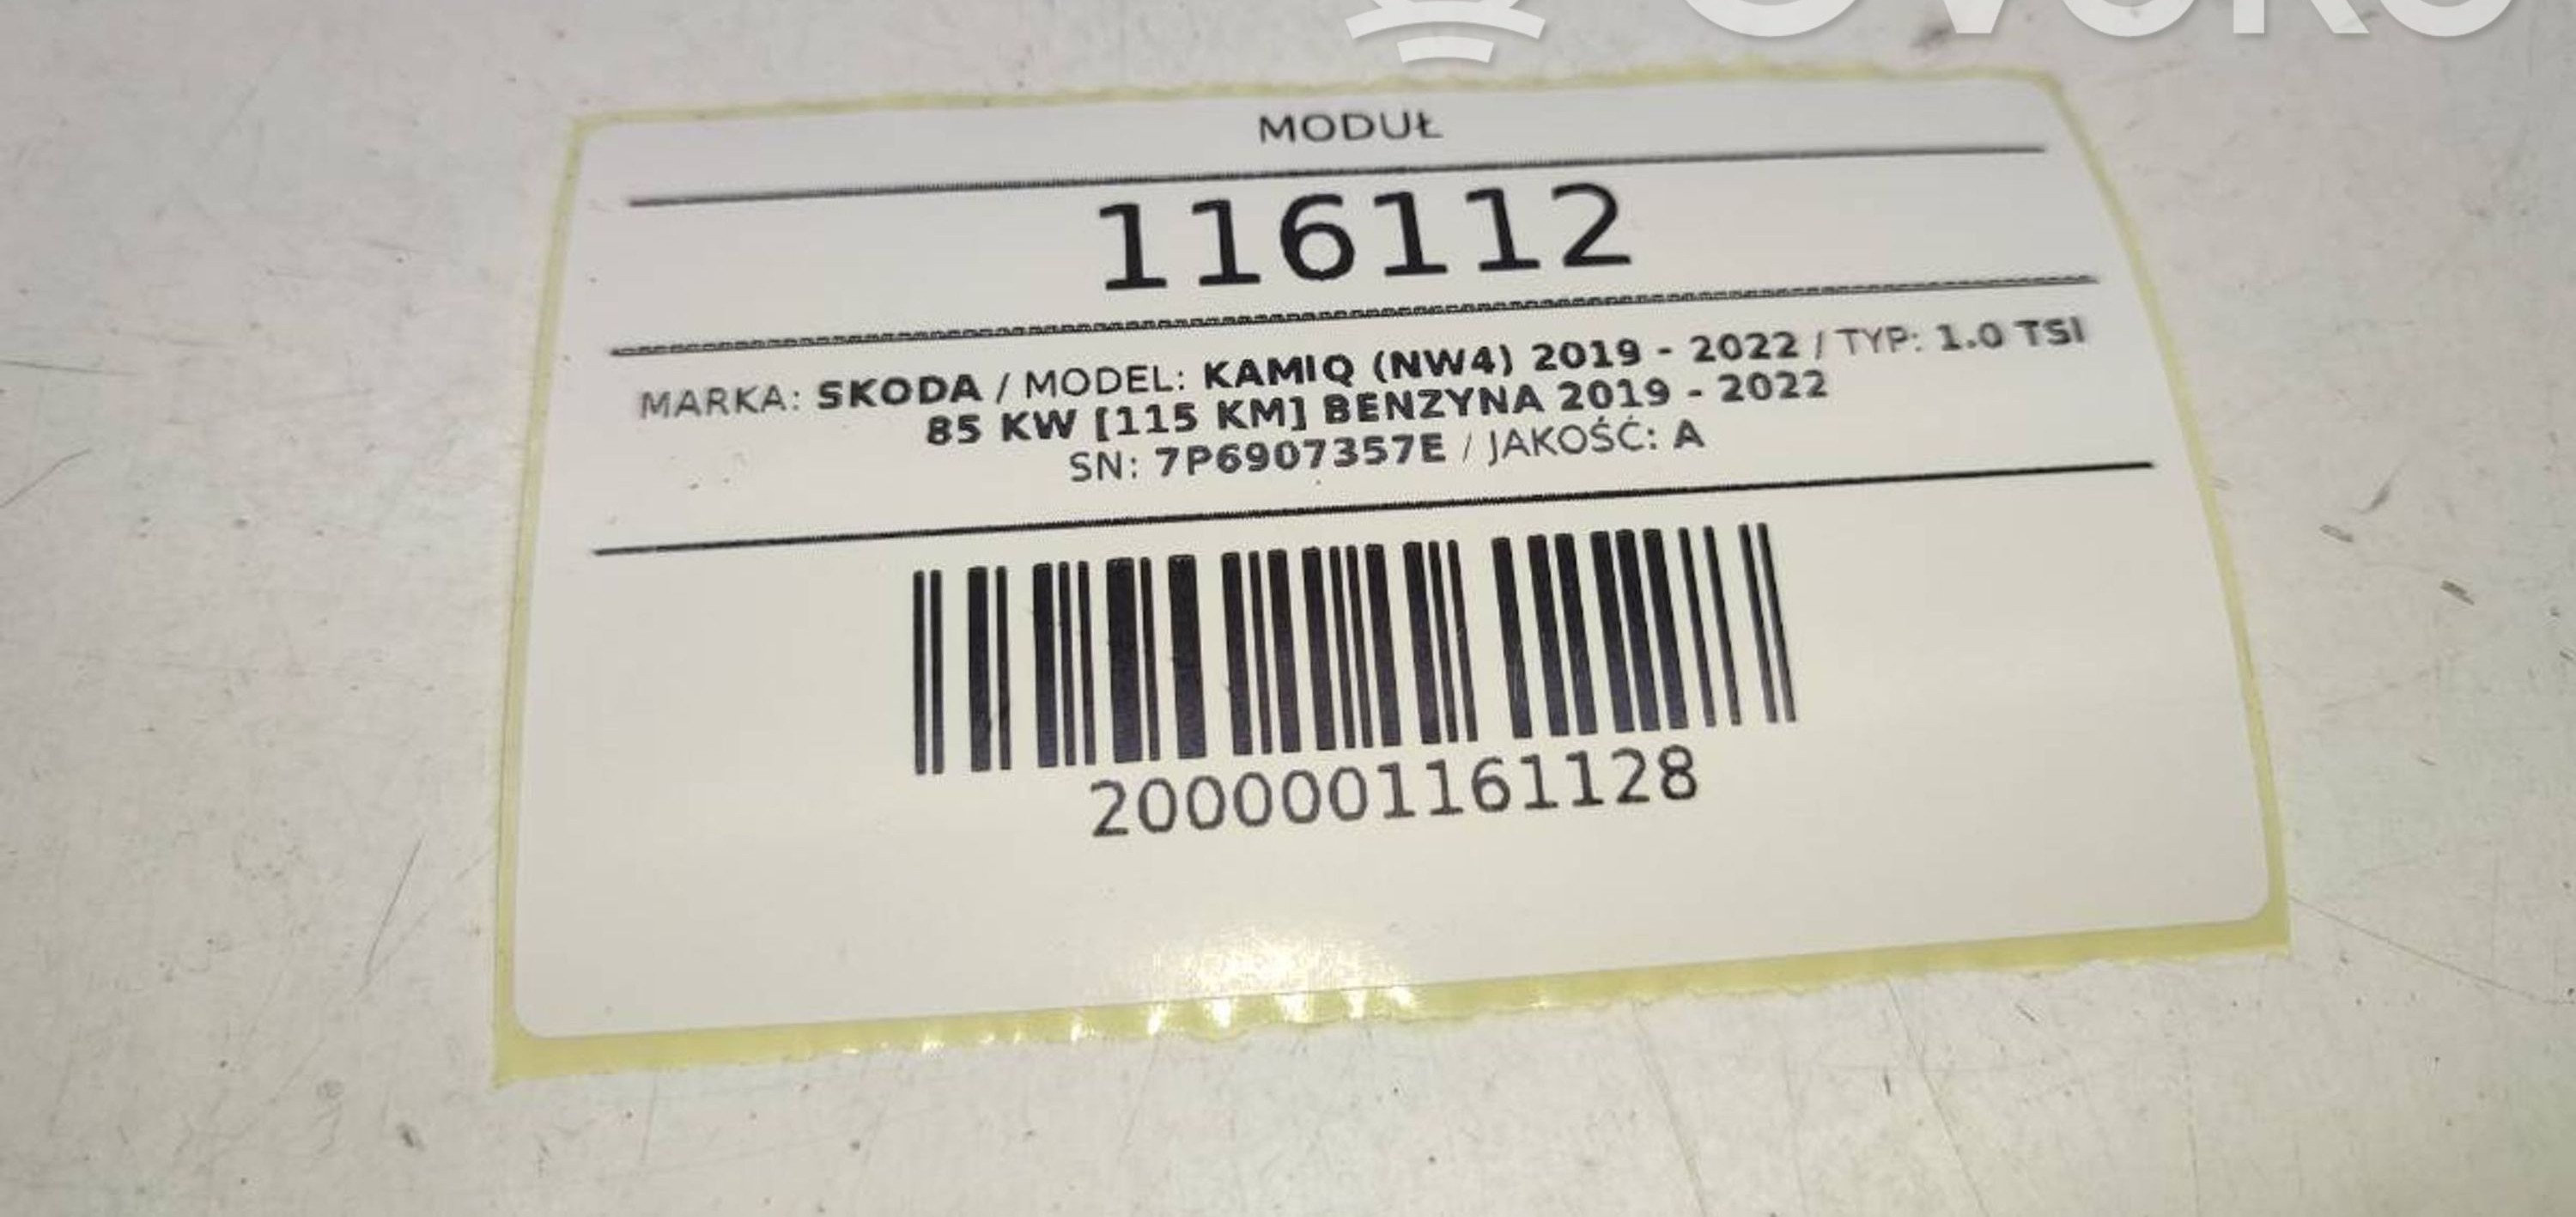 MODUŁ
116112
MARKA: SKODA / MODEL: KAMIQ (NW4) 2019 - 2022 / TYP: 1.0 TSI
85 KW [115 KM] BENZYNA 2019 - 2022
SN: 7P6907357E / JAKOŚĆ: A
2000001161128